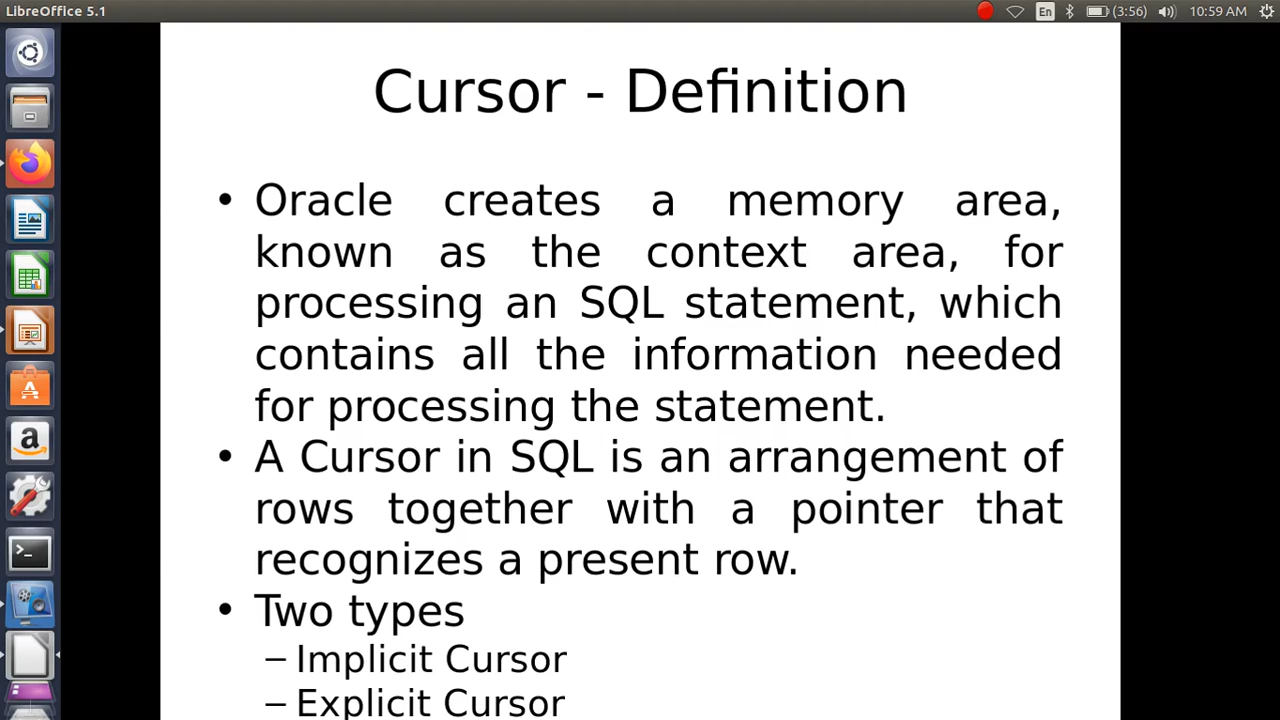 LibreOffice 5.1
En
(3:56)
10:59 AM
Cursor - Definition
• Oracle creates a memory area,
known as the context area, for
processing an SQL statement, which
contains all the information needed
for processing the statement.
• A Cursor in SQL is an arrangement of
rows together with a pointer that
recognizes a present row.
• Two types
– Implicit Cursor
– Explicit Cursor